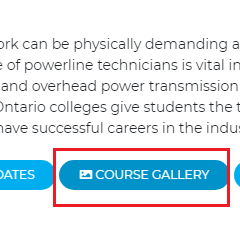 ork can be physically demanding a
e of powerline technicians is vital in
and overhead power transmission
Ontario colleges give students the t
have successful careers in the indus
DATES COURSE GALLERY